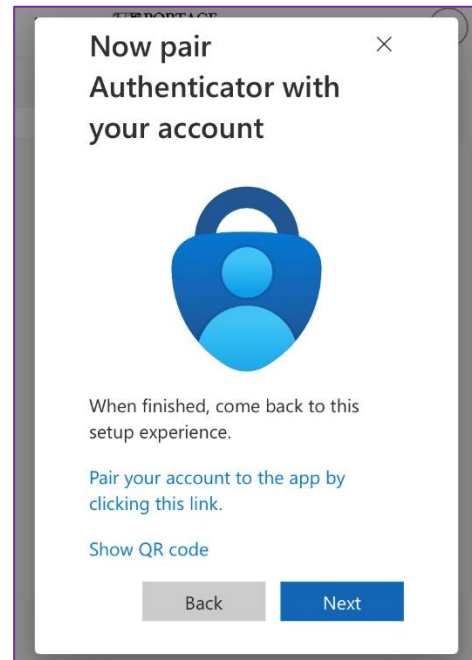 PORTAGE
Now pair
Authenticator with
your account
When finished, come back to this
setup experience.
Pair your account to the app by
clicking this link.
Show QR code
Back
Next